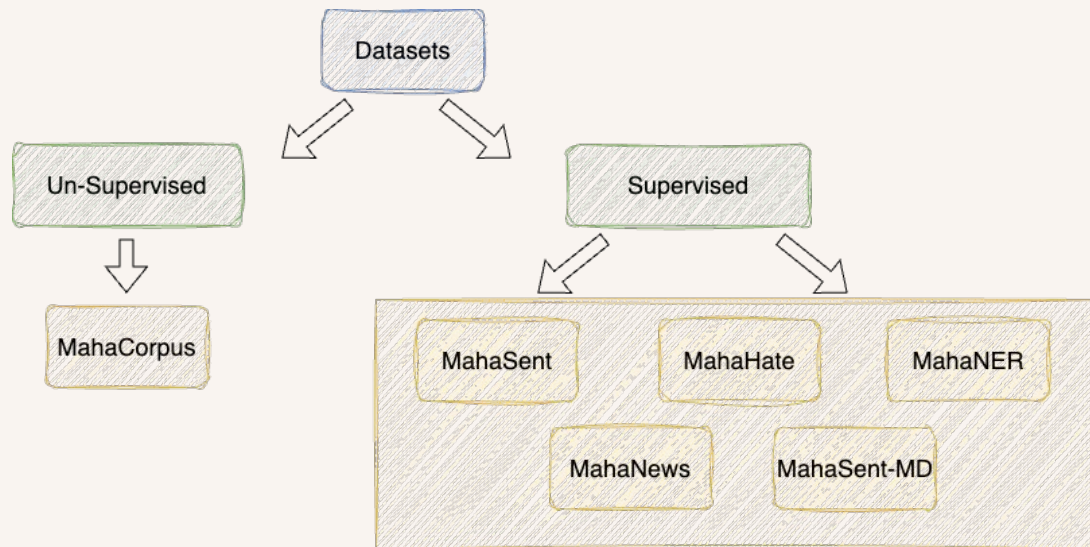 Datasets
Un-Supervised
Supervised
MahaCorpus
MahaSent
MahaHate
MahaNER
MahaNews
MahaSent-MD